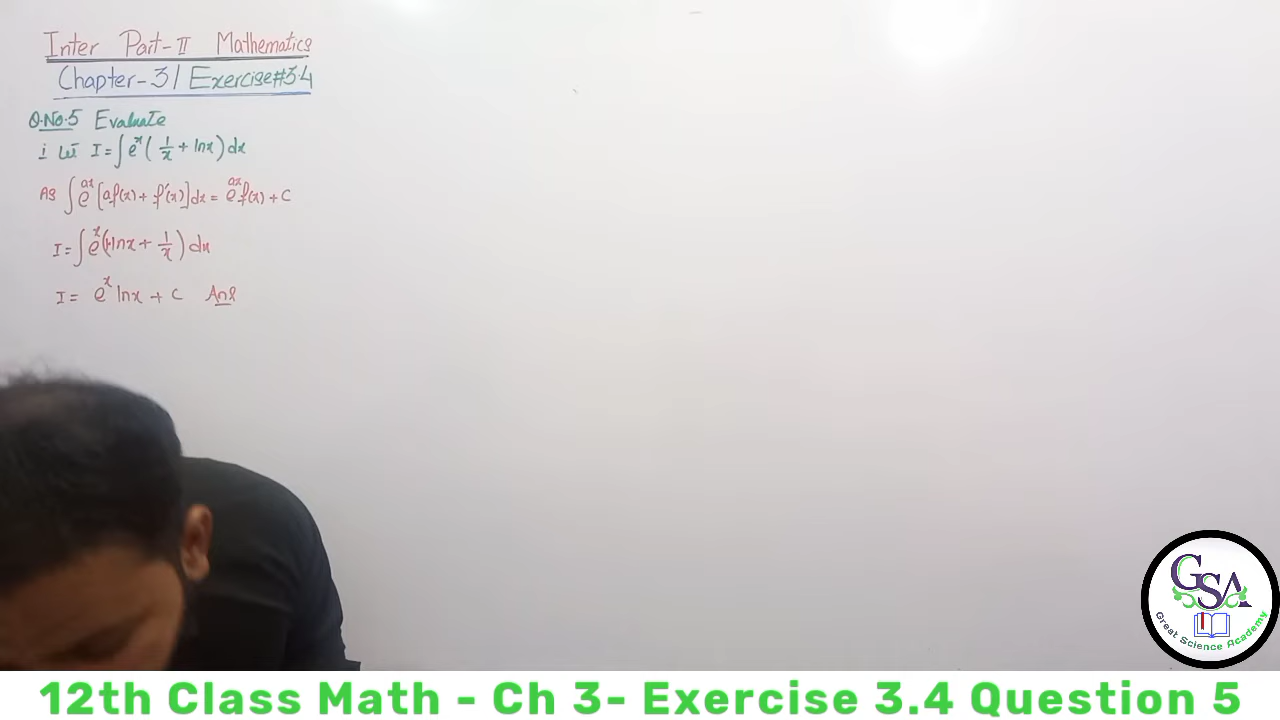 Inter Part-II Mathematics
Chapter-3 / Exercise#3.4
Q.No.5 Evaluate
i Let I = ∫ e^x ( 1/x + lnx ) dx
As ∫ e^ax [af(x) + f'(x)] dx = e^ax f(x) + C
I = ∫ e^x (1·lnx + 1/x ) dx
I = e^x lnx + C Ans
GSA
Great Science Academy
12th Class Math - Ch 3- Exercise 3.4 Question 5